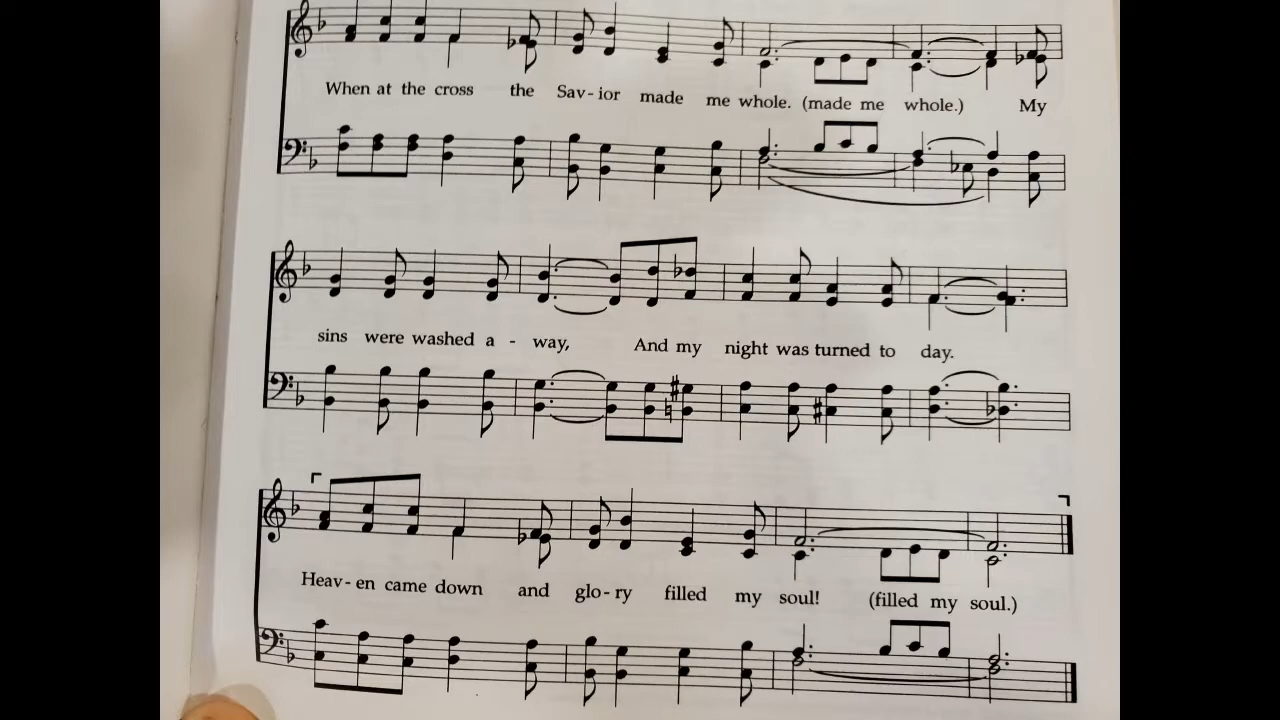 When at the cross the Sav - ior made me whole. (made me whole.) My
sins were washed a - way, And my night was turned to day.
Heav - en came down and glo - ry filled my soul! (filled my soul.)